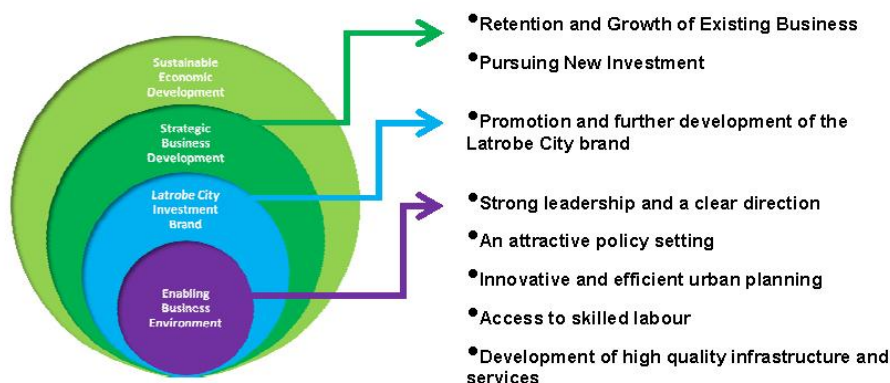 Sustainable
Economic
Development
Strategic
Business
Development
Latrobe City
Investment
Brand
Enabling
Business
Environment
•Retention and Growth of Existing Business
•Pursuing New Investment
•Promotion and further development of the
Latrobe City brand
•Strong leadership and a clear direction
•An attractive policy setting
•Innovative and efficient urban planning
•Access to skilled labour
•Development of high quality infrastructure and
services